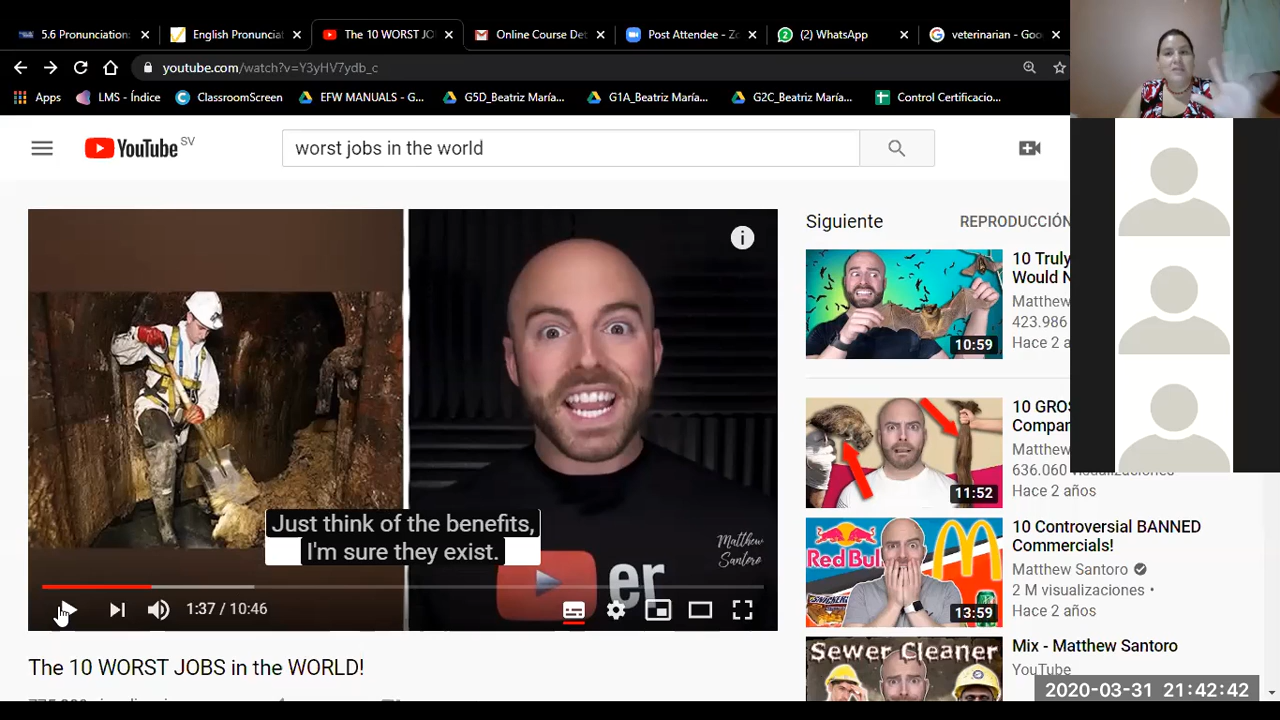 5.6 Pronunciation:
English Pronuncia
The 10 WORST JO
Online Course Det
Post Attendee - Zo
(2) WhatsApp
veterinarian - Goo
youtube.com/watch?v=Y3yHV7ydb_c
Apps
LMS - Índice
ClassroomScreen
EFW MANUALS - G...
G5D_Beatriz María...
G1A_Beatriz María...
G2C_Beatriz María...
Control Certificacio...
YouTube SV
worst jobs in the world
Siguiente
REPRODUCCIÓN
10 Truly
Would N
Matthew
423.986
Hace 2 a
10:59
10 GROS
Compan
Matthew
636.060 visualizaciones
Hace 2 años
11:52
Red Bull
10 Controversial BANNED
Commercials!
Matthew Santoro
2 M visualizaciones •
Hace 2 años
13:59
Sewer Cleaner
Mix - Matthew Santoro
YouTube
Just think of the benefits,
I'm sure they exist.
Matthew
Santoro
er
1:37 / 10:46
The 10 WORST JOBS in the WORLD!
2020-03-31 21:42:42